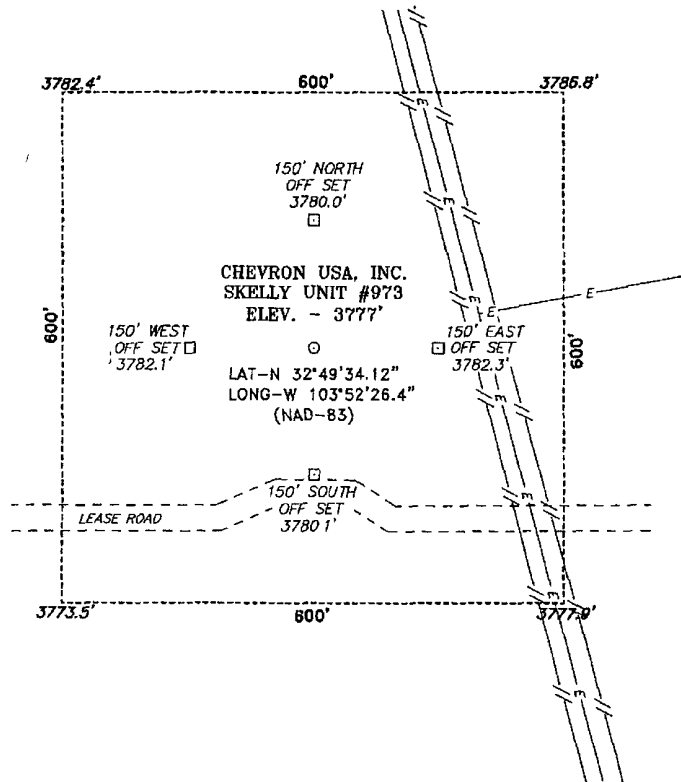 3782.4'
600'
3786.8'
E
150' NORTH
OFF SET
3780.0'
E
CHEVRON USA, INC.
SKELLY UNIT #973
ELEV. - 3777'
E
E
E
600'
150' WEST
OFF SET
3782.1'
150' EAST
OFF SET
3782.3'
600'
LAT-N 32°49'34.12"
LONG-W 103°52'26.4"
(NAD-83)
E
150' SOUTH
OFF SET
3780 1'
LEASE ROAD
E
E
3773.5'
600'
3777.9'
E